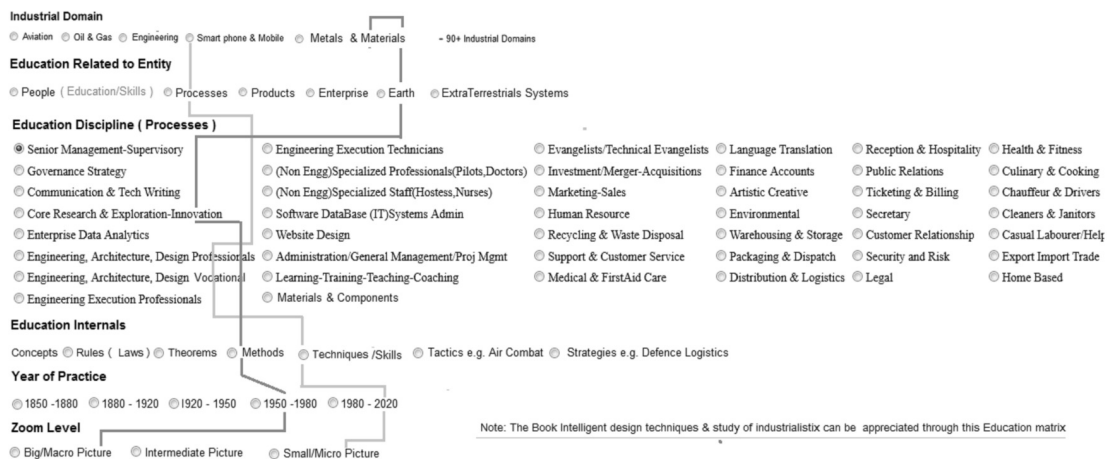 Industrial Domain
Aviation Oil & Gas Engineering Smart phone & Mobile Metals & Materials ~ 90+ Industrial Domains
Education Related to Entity
People ( Education/Skills ) Processes Products Enterprise Earth ExtraTerrestrials Systems
Education Discipline ( Processes )
Senior Management-Supervisory Engineering Execution Technicians Evangelists/Technical Evangelists Language Translation Reception & Hospitality Health & Fitness
Governance Strategy (Non Engg)Specialized Professionals(Pilots,Doctors) Investment/Merger-Acquisitions Finance Accounts Public Relations Culinary & Cooking
Communication & Tech Writing (Non Engg)Specialized Staff(Hostess,Nurses) Marketing-Sales Artistic Creative Ticketing & Billing Chauffeur & Drivers
Core Research & Exploration-Innovation Software DataBase (IT)Systems Admin Human Resource Environmental Secretary Cleaners & Janitors
Enterprise Data Analytics Website Design Recycling & Waste Disposal Warehousing & Storage Customer Relationship Casual Labourer/Help
Engineering, Architecture, Design Professionals Administration/General Management/Proj Mgmt Support & Customer Service Packaging & Dispatch Security and Risk Export Import Trade
Engineering, Architecture, Design Vocational Learning-Training-Teaching-Coaching Medical & FirstAid Care Distribution & Logistics Legal Home Based
Engineering Execution Professionals Materials & Components
Education Internals
Concepts Rules ( Laws ) Theorems Methods Techniques /Skills Tactics e.g. Air Combat Strategies e.g. Defence Logistics
Year of Practice
1850 -1880 1880 - 1920 I920 - 1950 1950 -1980 1980 - 2020
Zoom Level
Note: The Book Intelligent design techniques & study of industrialistix can be appreciated through this Education matrix
Big/Macro Picture Intermediate Picture Small/Micro Picture